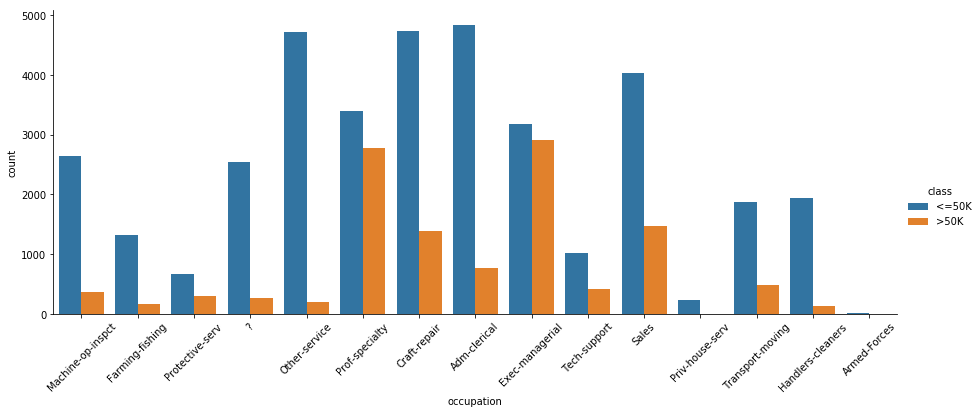 5000
4000
3000
2000
1000
0
count
Machine-op-inspct
Farming-fishing
Protective-serv
?
Other-service
Prof-specialty
Craft-repair
Adm-clerical
Exec-managerial
Tech-support
Sales
Priv-house-serv
Transport-moving
Handlers-cleaners
Armed-Forces
occupation
class
<=50K
>50K